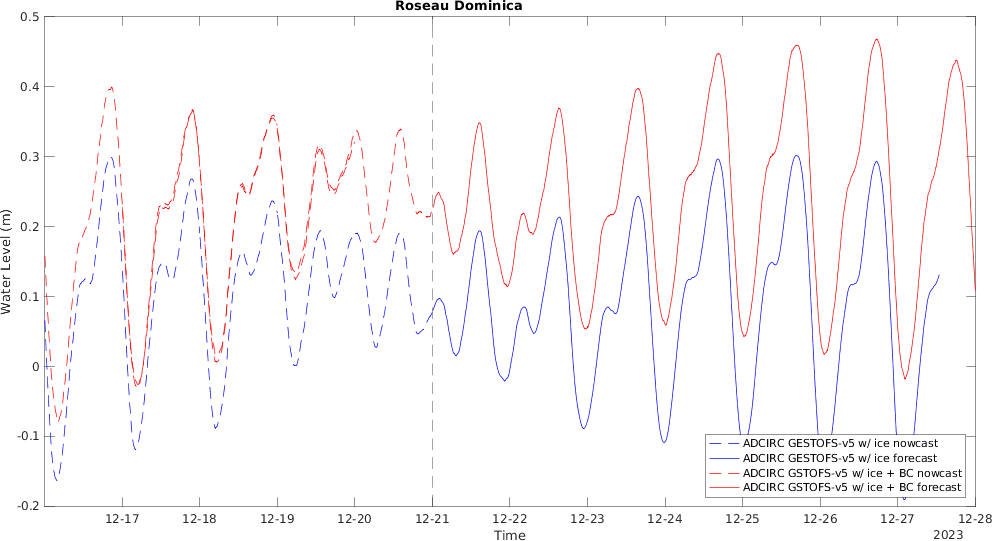 Roseau Dominica
0.5
0.4
0.3
0.2
0.1
0
-0.1
-0.2
Water Level (m)
ADCIRC GESTOFS-v5 w/ ice nowcast
ADCIRC GESTOFS-v5 w/ ice forecast
ADCIRC GSTOFS-v5 w/ ice + BC nowcast
ADCIRC GSTOFS-v5 w/ ice + BC forecast
12-17 12-18 12-19 12-20 12-21 12-22 12-23 12-24 12-25 12-26 12-27 12-28
Time
2023